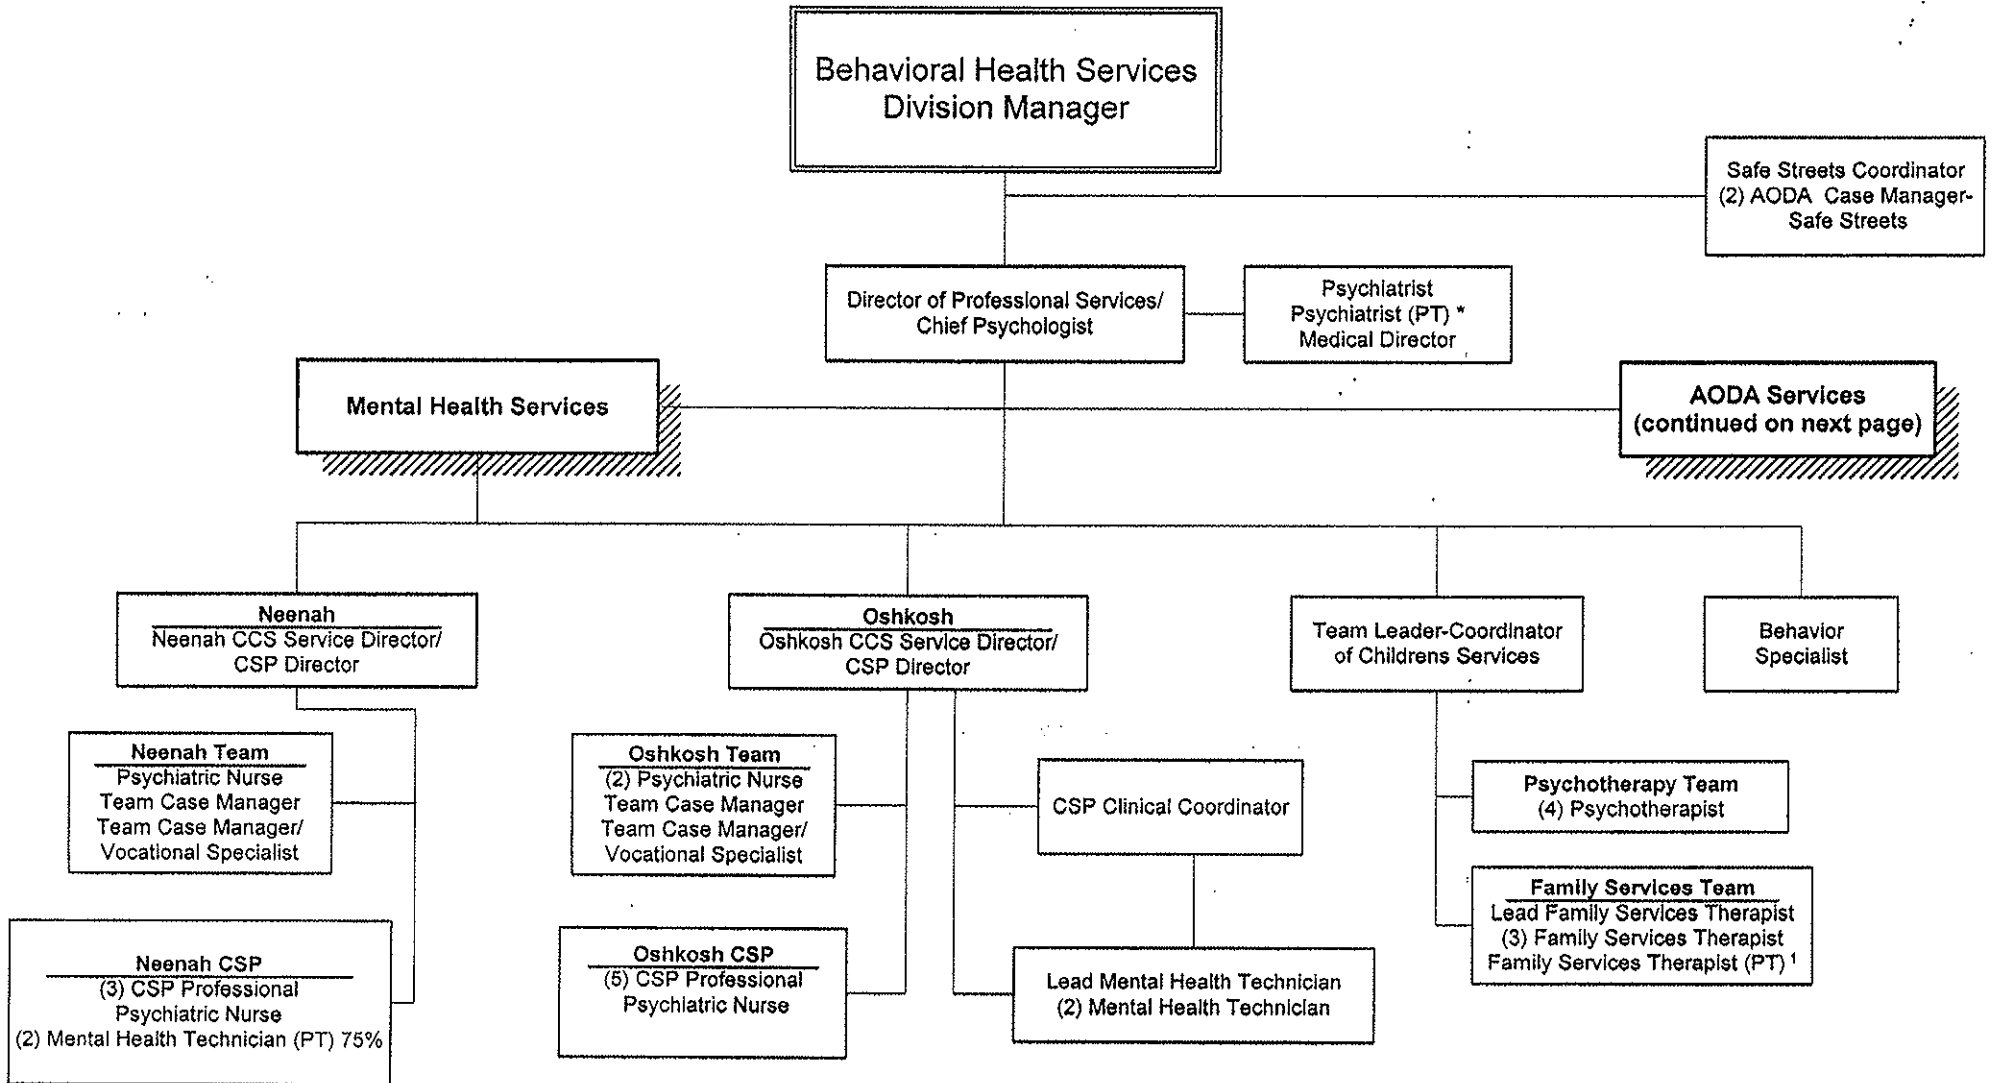 Behavioral Health Services
Division Manager
Safe Streets Coordinator
(2) AODA Case Manager-
Safe Streets
Director of Professional Services/
Chief Psychologist
Psychiatrist
Psychiatrist (PT) *
Medical Director
Mental Health Services
AODA Services
(continued on next page)
Neenah
Neenah CCS Service Director/
CSP Director
Oshkosh
Oshkosh CCS Service Director/
CSP Director
Team Leader-Coordinator
of Childrens Services
Behavior
Specialist
Neenah Team
Psychiatric Nurse
Team Case Manager
Team Case Manager/
Vocational Specialist
Oshkosh Team
(2) Psychiatric Nurse
Team Case Manager
Team Case Manager/
Vocational Specialist
CSP Clinical Coordinator
Psychotherapy Team
(4) Psychotherapist
Family Services Team
Lead Family Services Therapist
(3) Family Services Therapist
Family Services Therapist (PT) ¹
Neenah CSP
(3) CSP Professional
Psychiatric Nurse
(2) Mental Health Technician (PT) 75%
Oshkosh CSP
(5) CSP Professional
Psychiatric Nurse
Lead Mental Health Technician
(2) Mental Health Technician